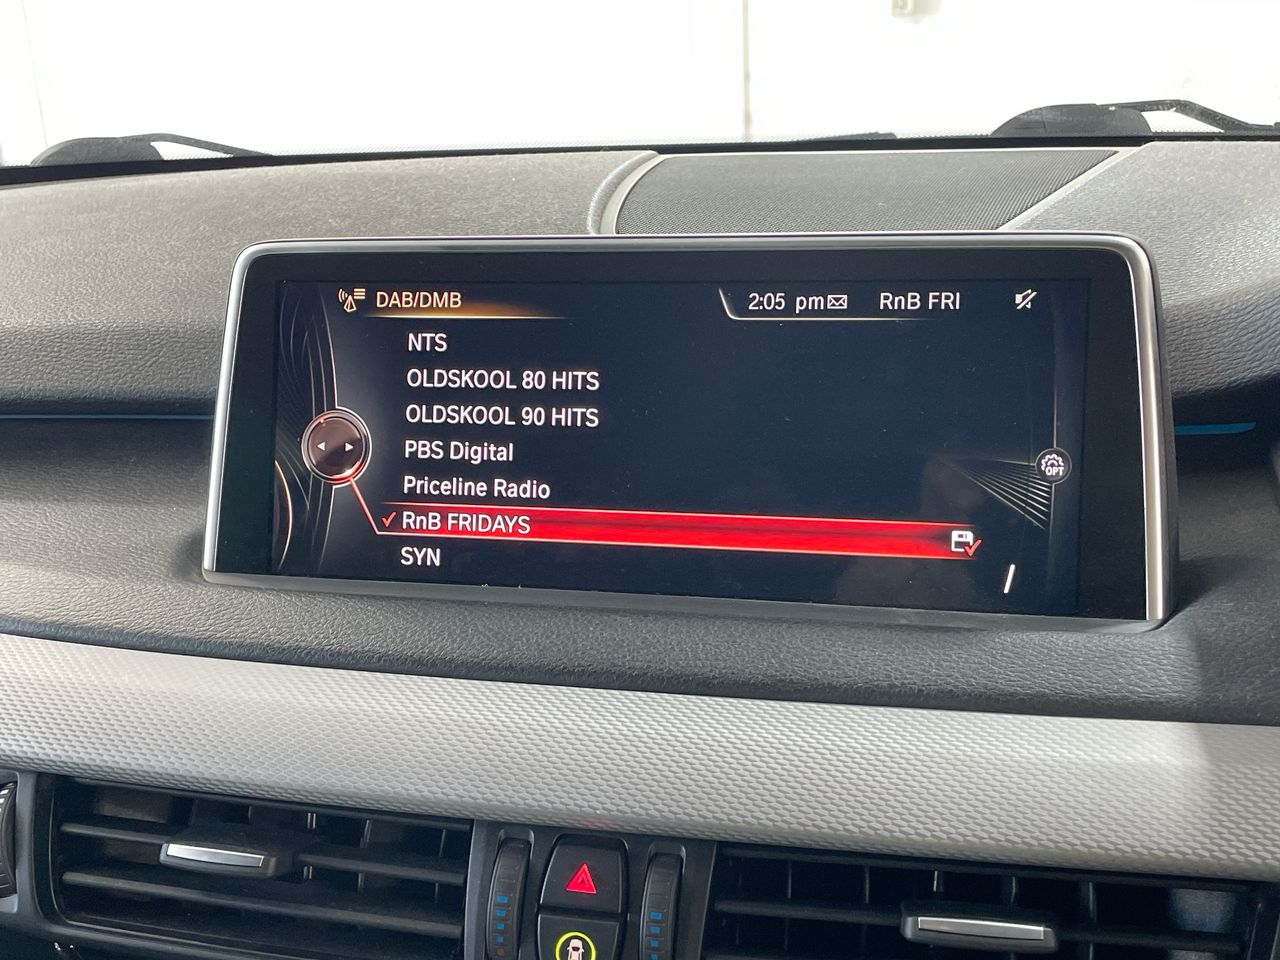 DAB/DMB 2:05 pm RnB FRI
NTS
OLDSKOOL 80 HITS
OLDSKOOL 90 HITS
PBS Digital
OPT
Priceline Radio
RnB FRIDAYS
SYN